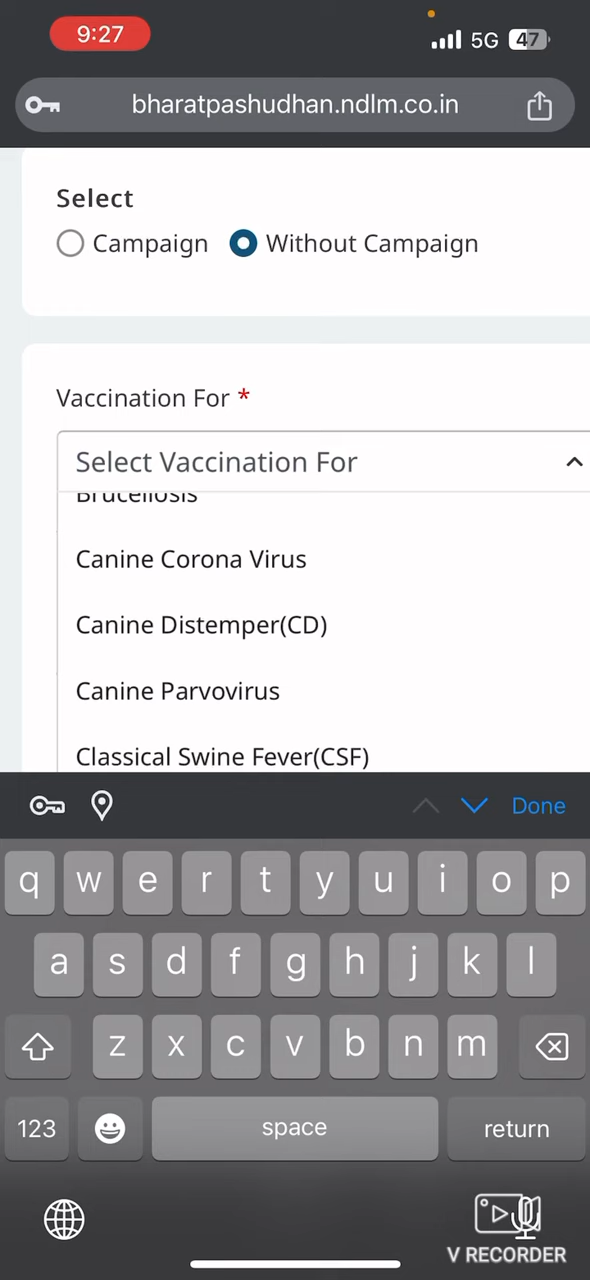 9:27
5G 47
bharatpashudhan.ndlm.co.in
Select
Campaign Without Campaign
Vaccination For *
Select Vaccination For
Brucellosis
Canine Corona Virus
Canine Distemper(CD)
Canine Parvovirus
Classical Swine Fever(CSF)
Done
q w e r t y u i o p
a s d f g h j k l
z x c v b n m
123 space return
V RECORDER